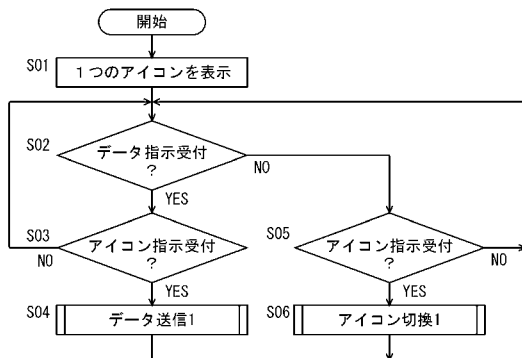 開始
S01
１つのアイコンを表示
S02
データ指示受付
?
NO
YES
S03
アイコン指示受付
?
NO
YES
S05
アイコン指示受付
?
NO
YES
S04
データ送信1
S06
アイコン切換1